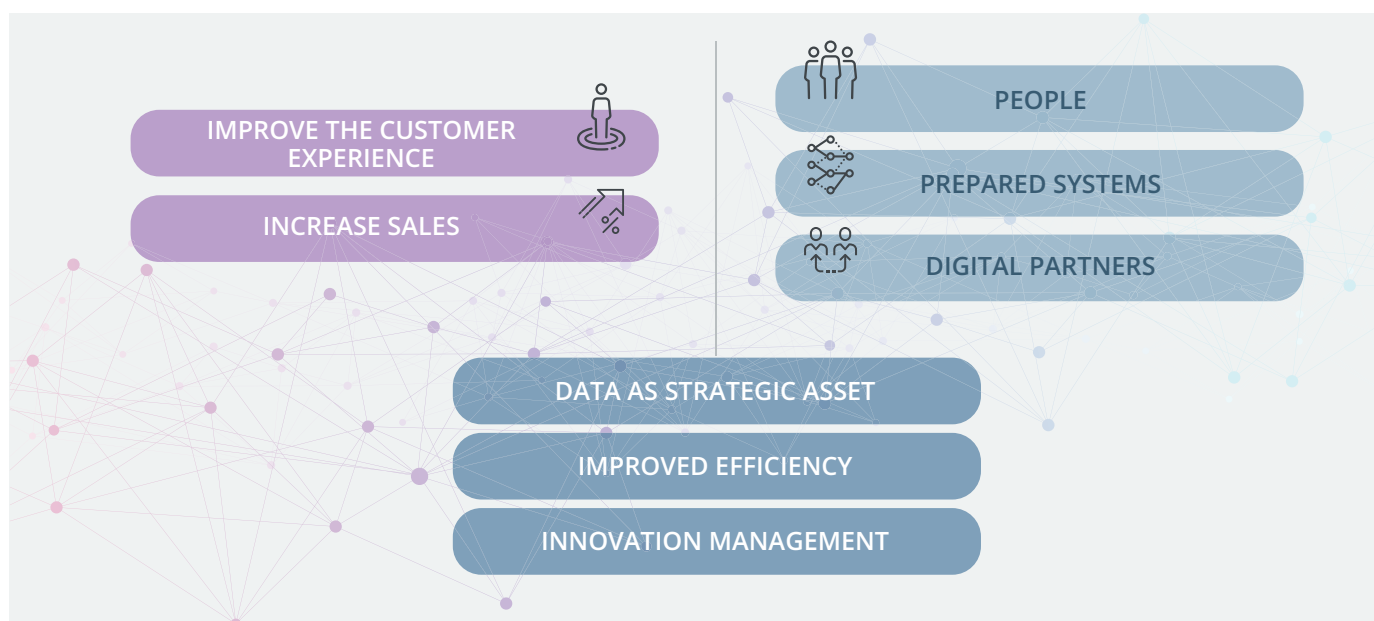 IMPROVE THE CUSTOMER
EXPERIENCE
INCREASE SALES
PEOPLE
PREPARED SYSTEMS
DIGITAL PARTNERS
DATA AS STRATEGIC ASSET
IMPROVED EFFICIENCY
INNOVATION MANAGEMENT